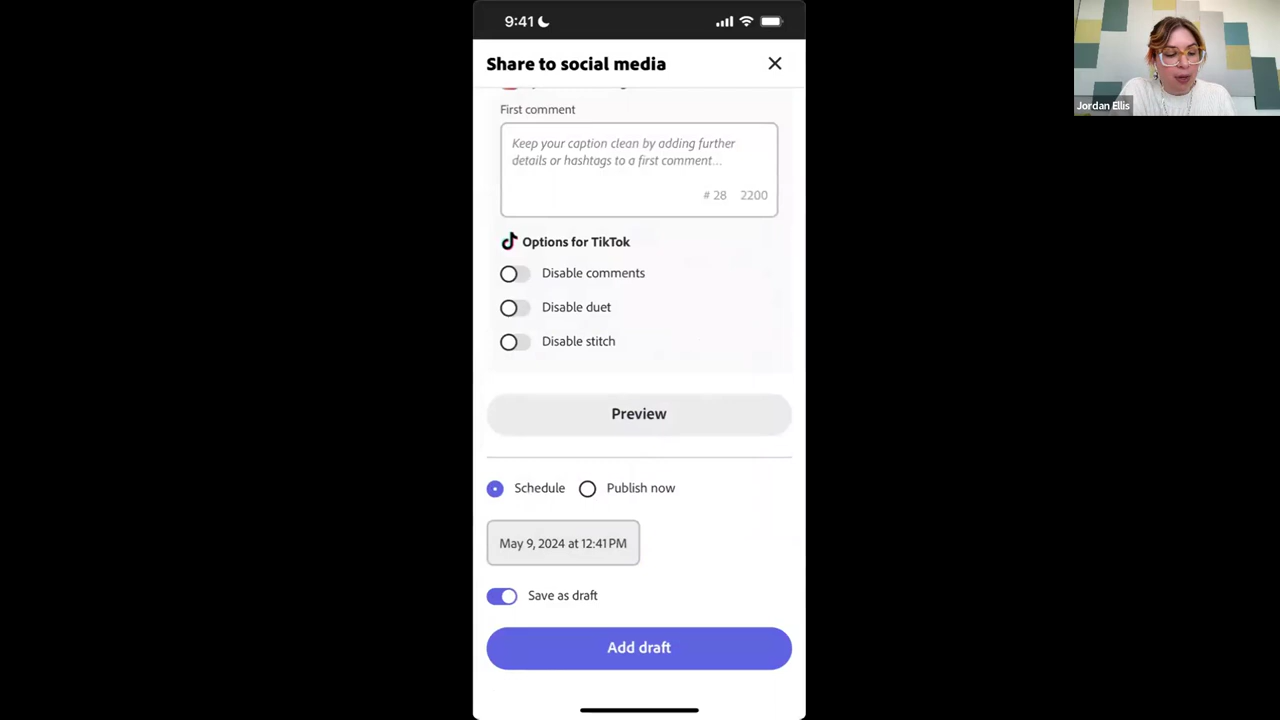 9:41
Share to social media
First comment
Keep your caption clean by adding further
details or hashtags to a first comment...
# 28 2200
Options for TikTok
Disable comments
Disable duet
Disable stitch
Preview
Schedule Publish now
May 9, 2024 at 12:41 PM
Save as draft
Add draft
Jordan Ellis